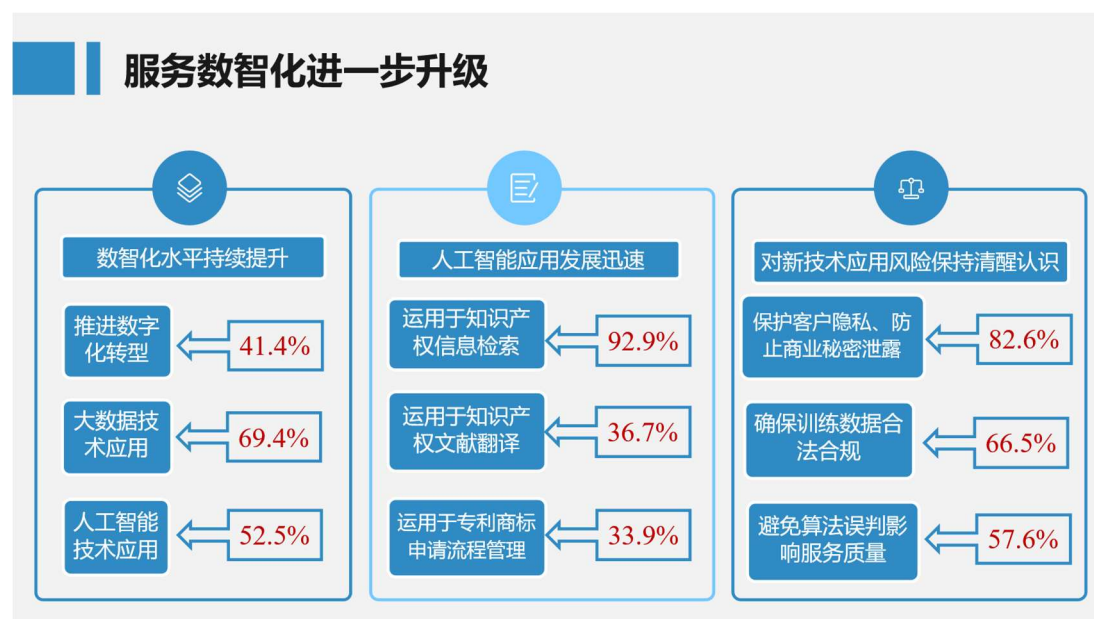 服务数智化进一步升级
数智化水平持续提升
推进数字
化转型
41.4%
大数据技
术应用
69.4%
人工智能
技术应用
52.5%
人工智能应用发展迅速
运用于知识产
权信息检索
92.9%
运用于知识产
权文献翻译
36.7%
运用于专利商标
申请流程管理
33.9%
对新技术应用风险保持清醒认识
保护客户隐私、防
止商业秘密泄露
82.6%
确保训练数据合
法合规
66.5%
避免算法误判影
响服务质量
57.6%